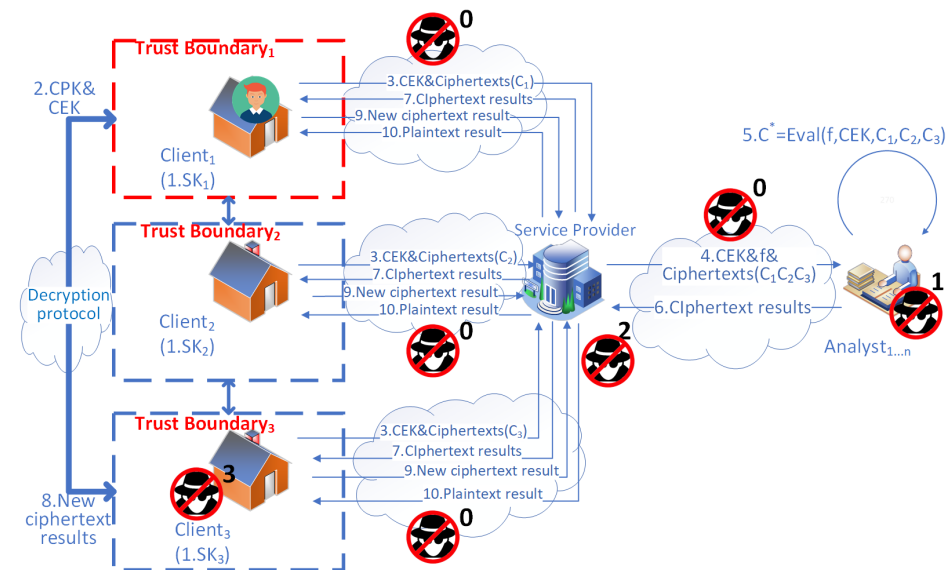 Trust Boundary₁
0
2.CPK&
CEK
3.CEK&Ciphertexts(C₁)
7.CIphertext results
9.New ciphertext result
10.Plaintext result
Client₁
(1.SK₁)
5.C*=Eval(f,CEK,C₁,C₂,C₃)
0
Trust Boundary₂
Service Provider
3.CEK&Ciphertexts(C₂)
7.CIphertext results
9.New ciphertext result
10.Plaintext result
4.CEK&f&
Ciphertexts(C₁C₂C₃)
6.CIphertext results
1
Decryption
protocol
Client₂
(1.SK₂)
0
2
Analyst₁...ₙ
Trust Boundary₃
3.CEK&Ciphertexts(C₃)
7.CIphertext results
9.New ciphertext result
10.Plaintext result
3
8.New
ciphertext
results
Client₃
(1.SK₃)
0